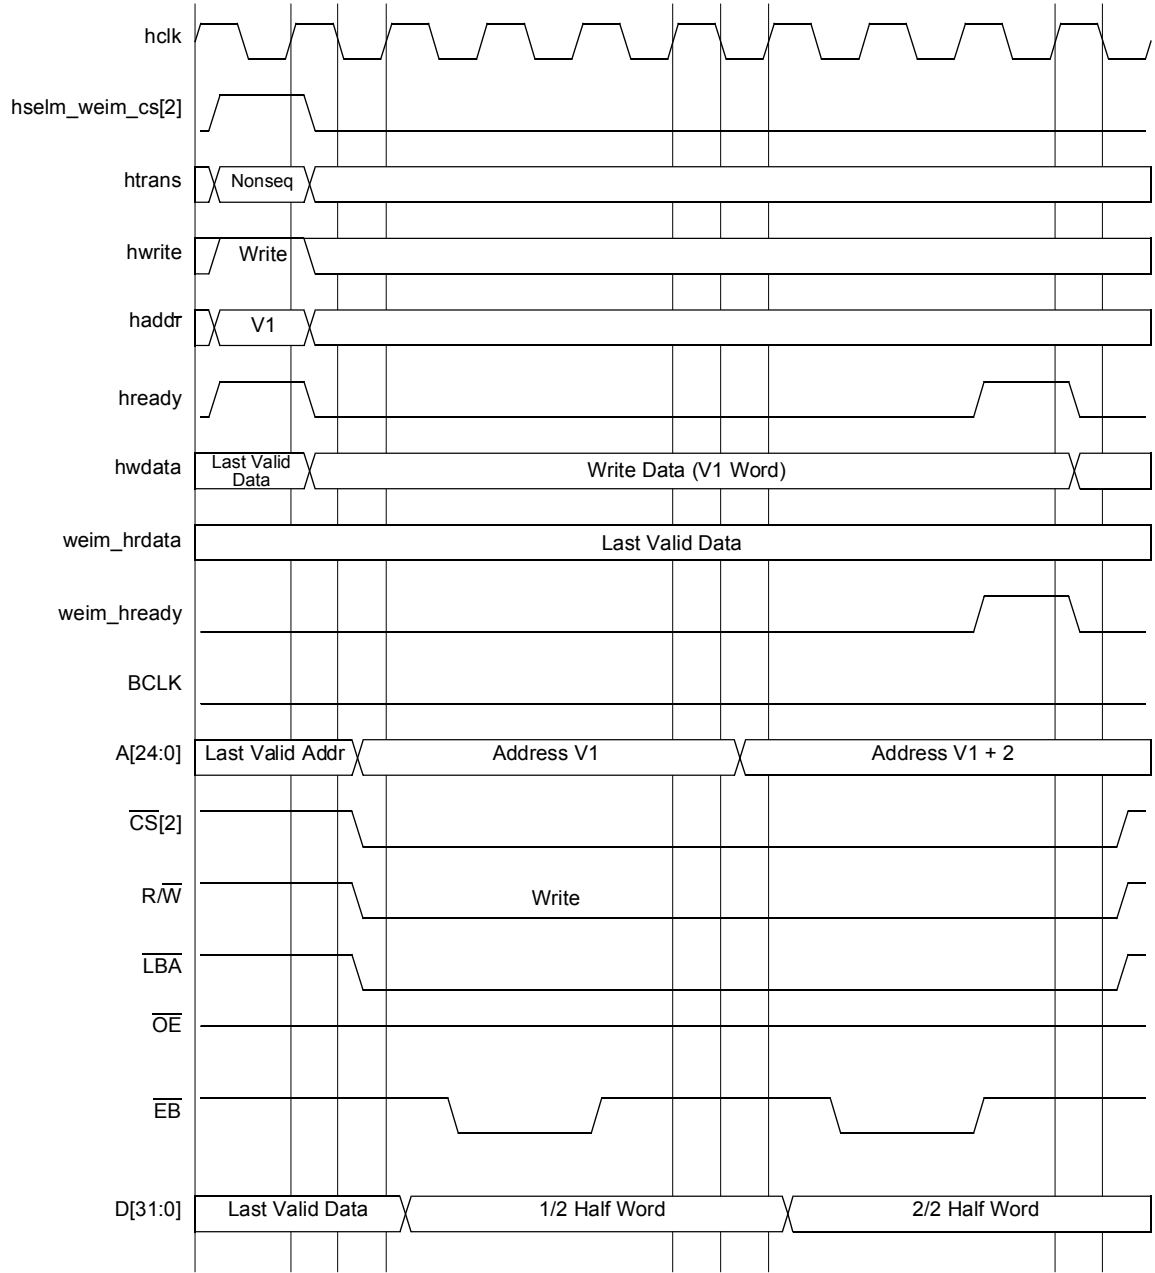 hclk
hselm_weim_cs[2]
htrans Nonseq
hwrite Write
haddr V1
hready
hwdata Last Valid Data Write Data (V1 Word)
weim_hrdata Last Valid Data
weim_hready
BCLK
A[24:0] Last Valid Addr Address V1 Address V1 + 2
CS[2]
R/W Write
LBA
OE
EB
D[31:0] Last Valid Data 1/2 Half Word 2/2 Half Word